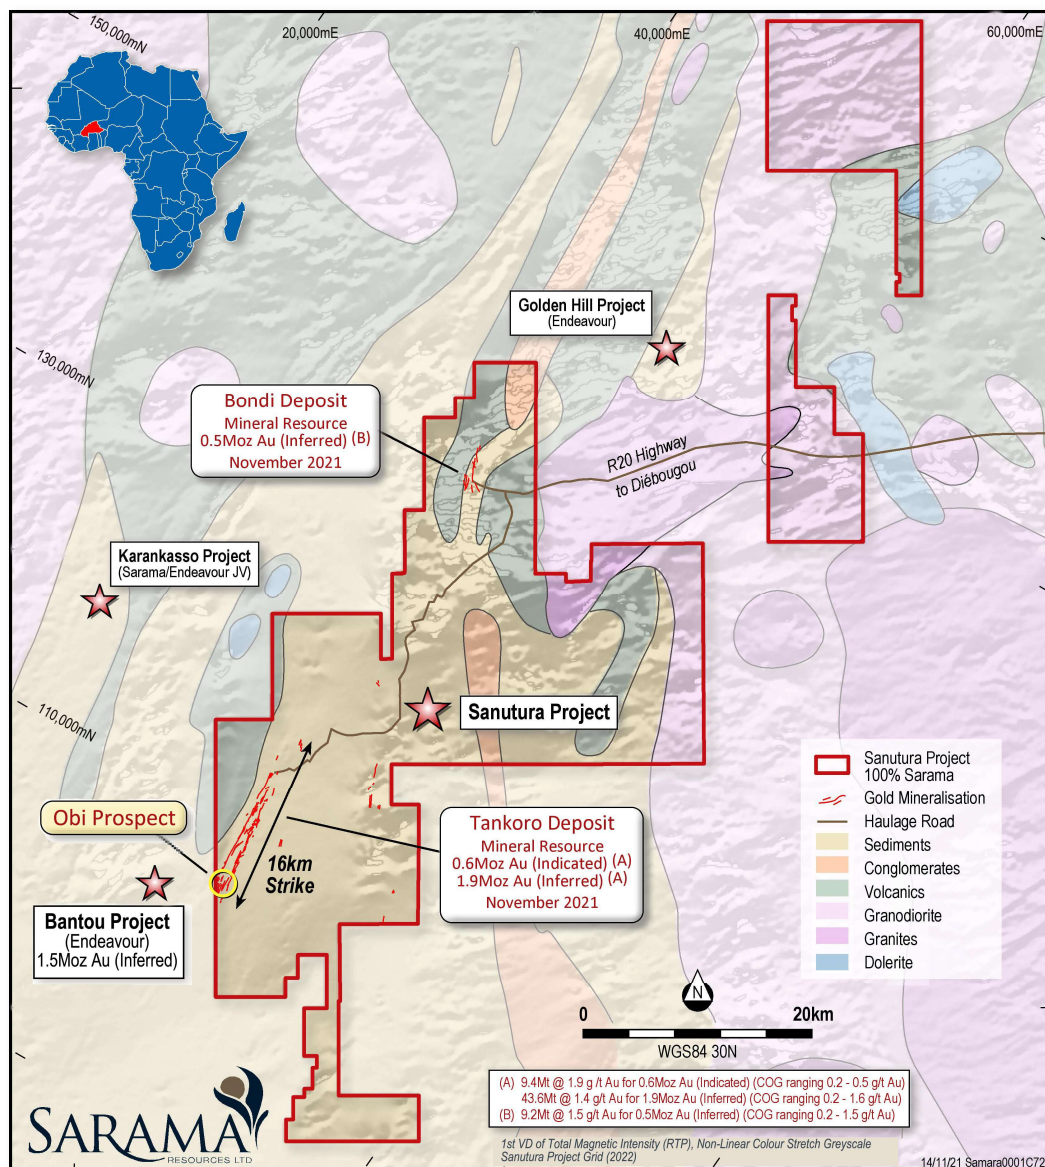 150,000mN
20,000mE
40,000mE
60,000mE
130,000mN
110,000mN
Golden Hill Project
(Endeavour)
Bondi Deposit
Mineral Resource
0.5Moz Au (Inferred) (B)
November 2021
R20 Highway
to Diébougou
Karankasso Project
(Sarama/Endeavour JV)
Sanutura Project
Obi Prospect
16km
Strike
Tankoro Deposit
Mineral Resource
0.6Moz Au (Indicated) (A)
1.9Moz Au (Inferred) (A)
November 2021
Bantou Project
(Endeavour)
1.5Moz Au (Inferred)
Sanutura Project
100% Sarama
Gold Mineralisation
Haulage Road
Sediments
Conglomerates
Volcanics
Granodiorite
Granites
Dolerite
N
0 20km
WGS84 30N
(A) 9.4Mt @ 1.9 g /t Au for 0.6Moz Au (Indicated) (COG ranging 0.2 - 0.5 g/t Au)
43.6Mt @ 1.4 g/t Au for 1.9Moz Au (Inferred) (COG ranging 0.2 - 1.6 g/t Au)
(B) 9.2Mt @ 1.5 g/t Au for 0.5Moz Au (Inferred) (COG ranging 0.2 - 1.5 g/t Au)
1st VD of Total Magnetic Intensity (RTP), Non-Linear Colour Stretch Greyscale
Sanutura Project Grid (2022)
SARAMA
RESOURCES LTD
14/11/21 Samara0001C72